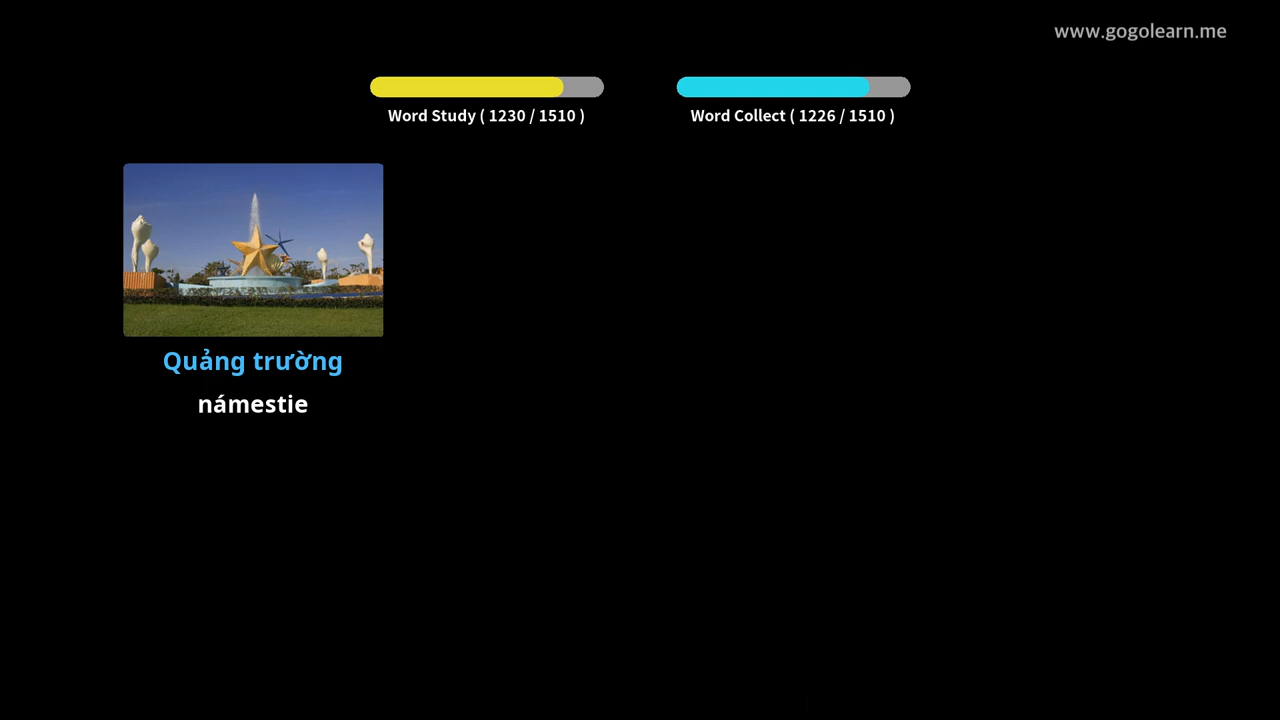 www.gogolearn.me
Word Study ( 1230 / 1510 )
Word Collect ( 1226 / 1510 )
Quảng trường
námestie